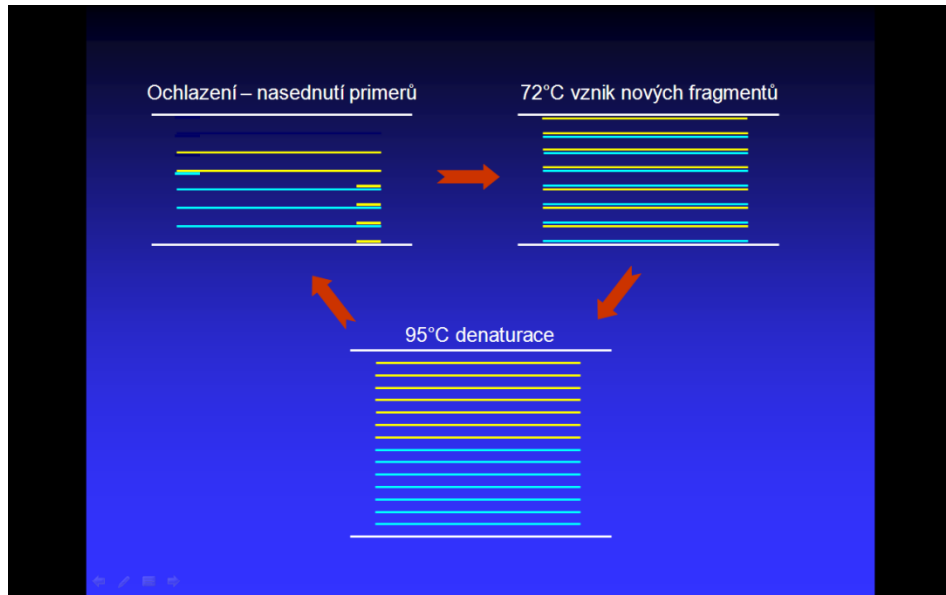 Ochlazení – nasednutí primerů
72°C vznik nových fragmentů
95°C denaturace